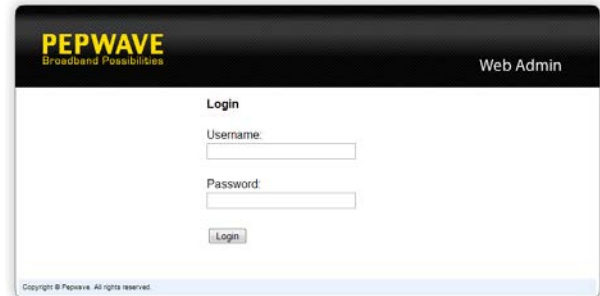 PEPWAVE
Broadband Possibilities
Web Admin
Login
Username:
Password:
Login
Copyright © Pepwave. All rights reserved.